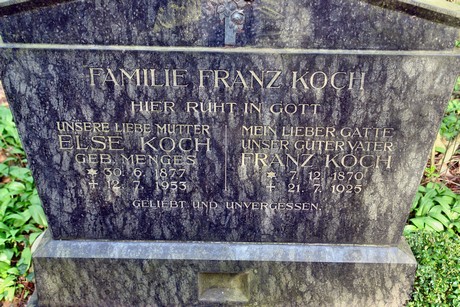 FAMILIE FRANZ KOCH
HIER RUHT IN GOTT
UNSERE LIEBE MUTTER
ELSE KOCH
GEB. MENGES
* 30. 6. 1877
+ 12. 7. 1953
MEIN LIEBER GATTE
UNSER GUTER VATER
FRANZ KOCH
* 7. 12. 1870
+ 21. 7. 1925
GELIEBT UND UNVERGESSEN.